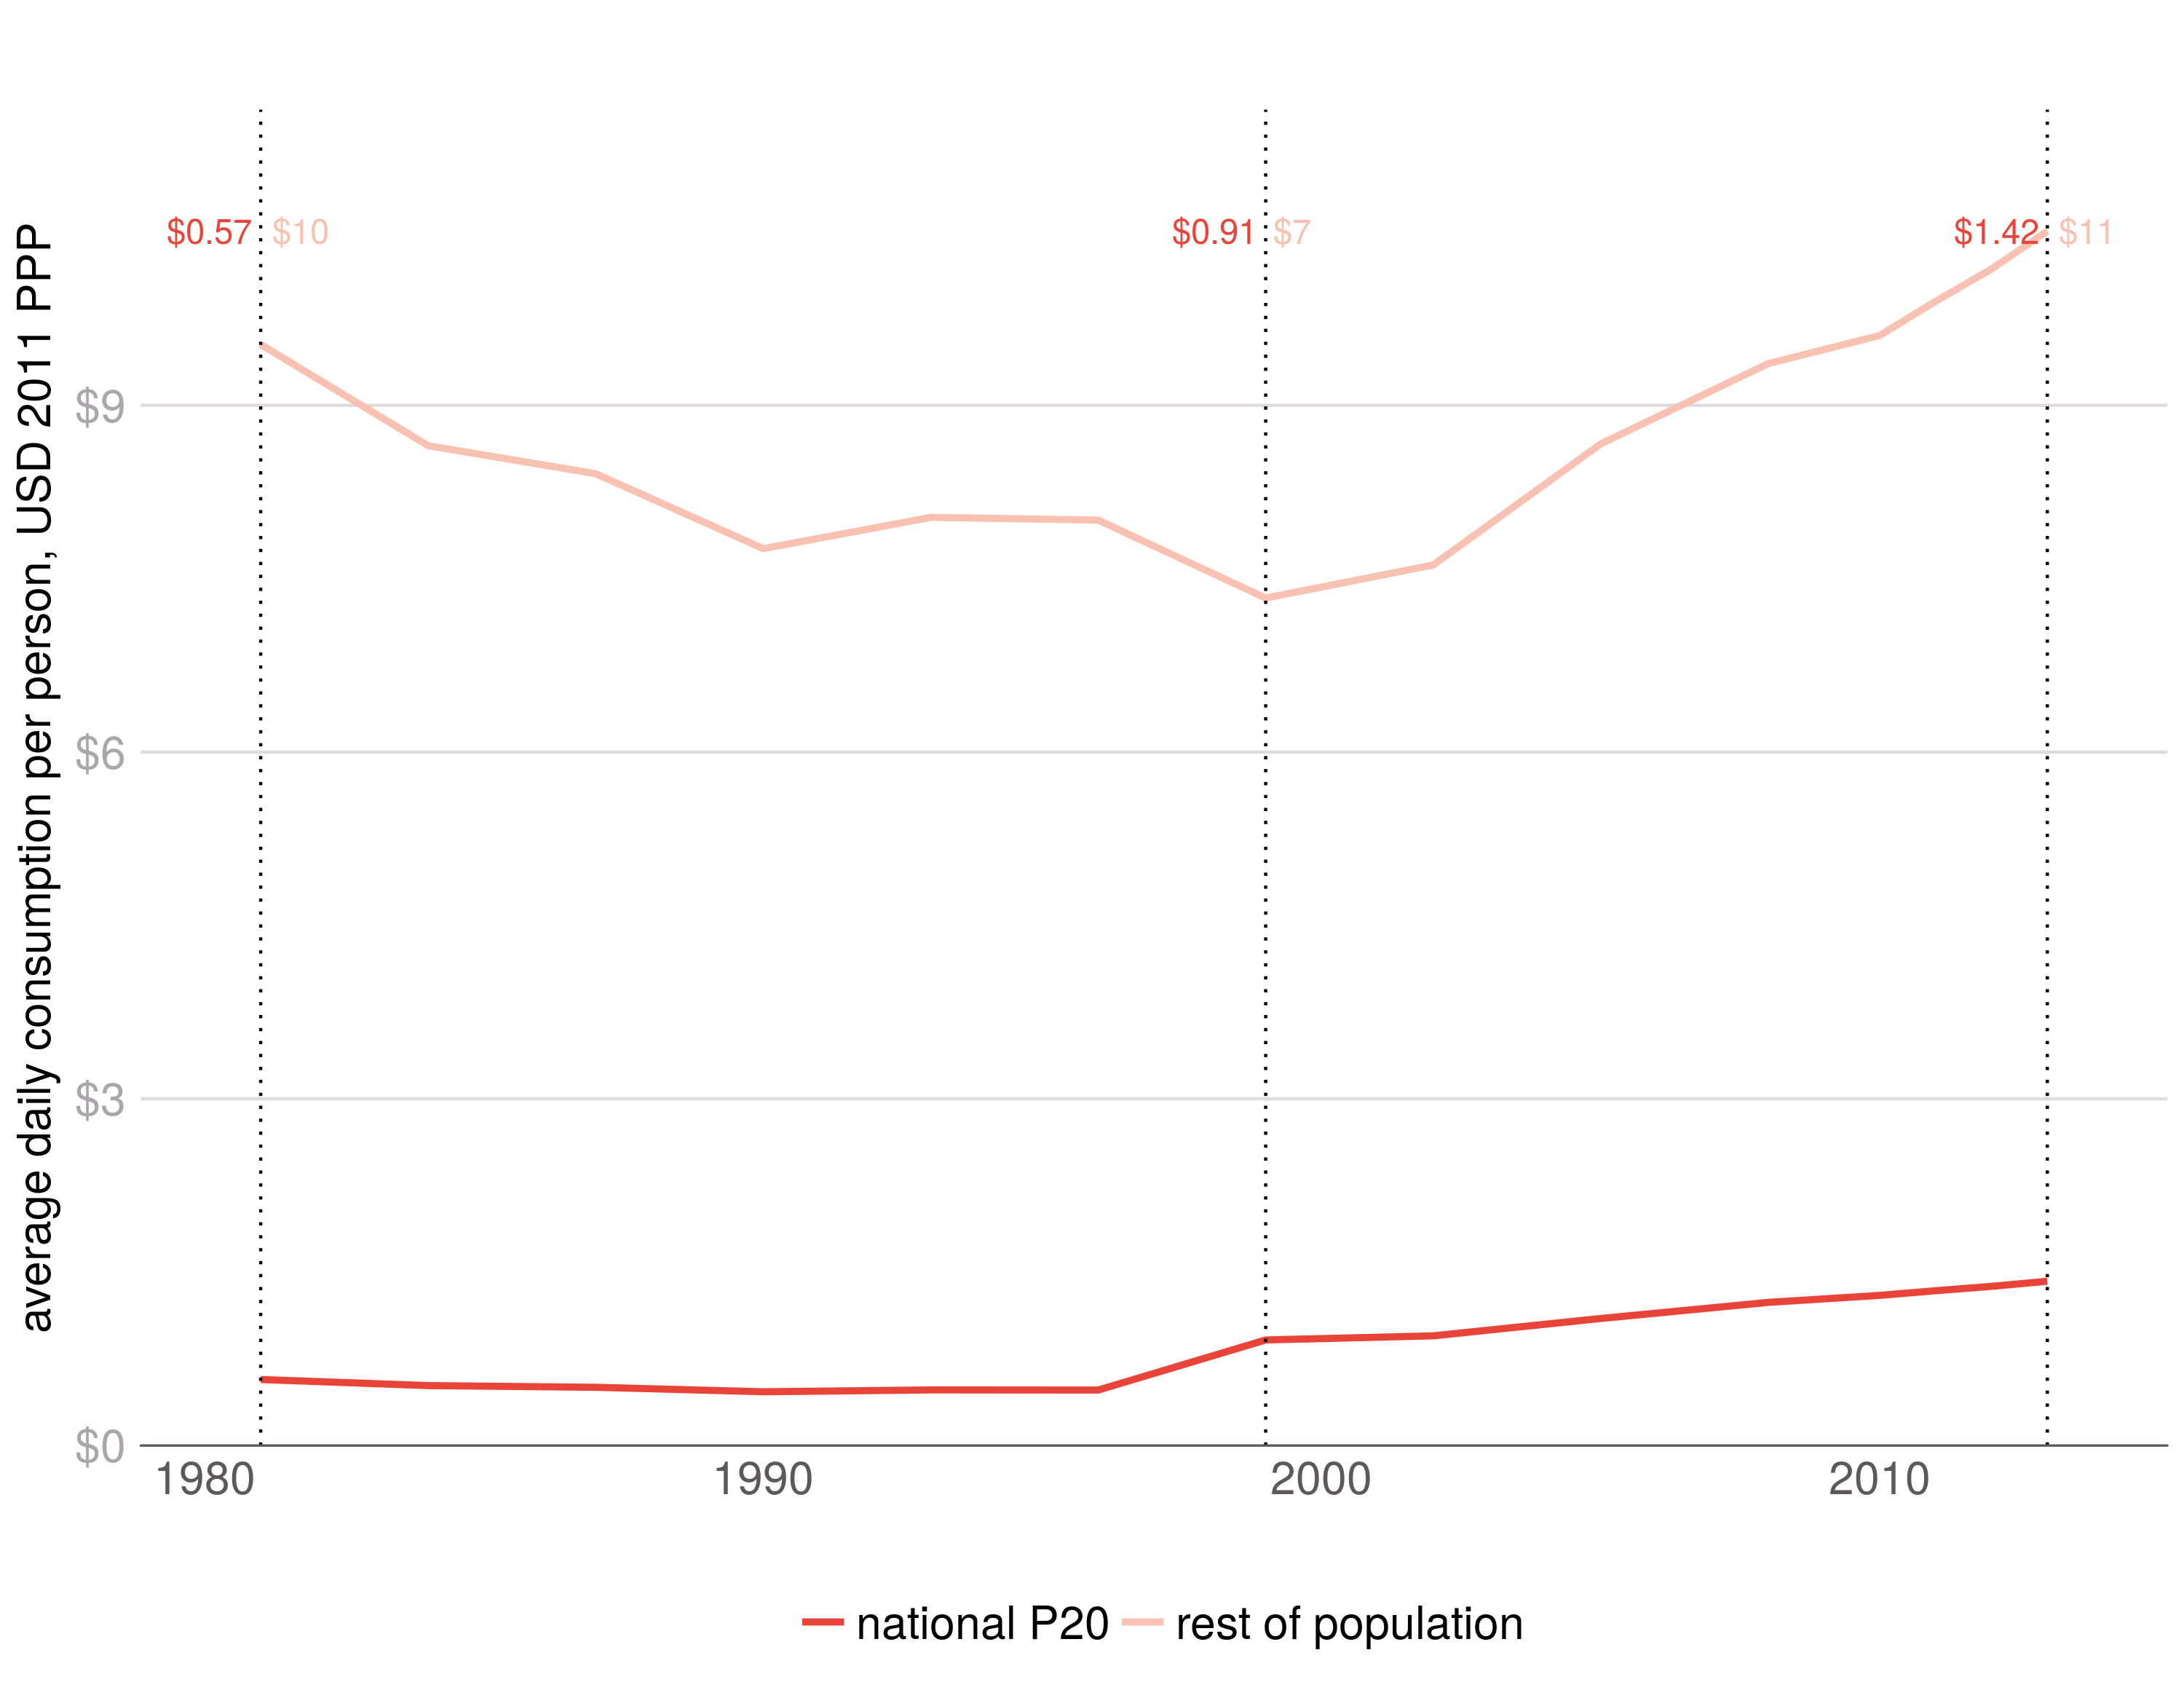 average daily consumption per person, USD 2011 PPP
$0.57 $10
$0.91 $7
$1.42 $11
$9
$6
$3
$0
1980 1990 2000 2010
national P20 rest of population